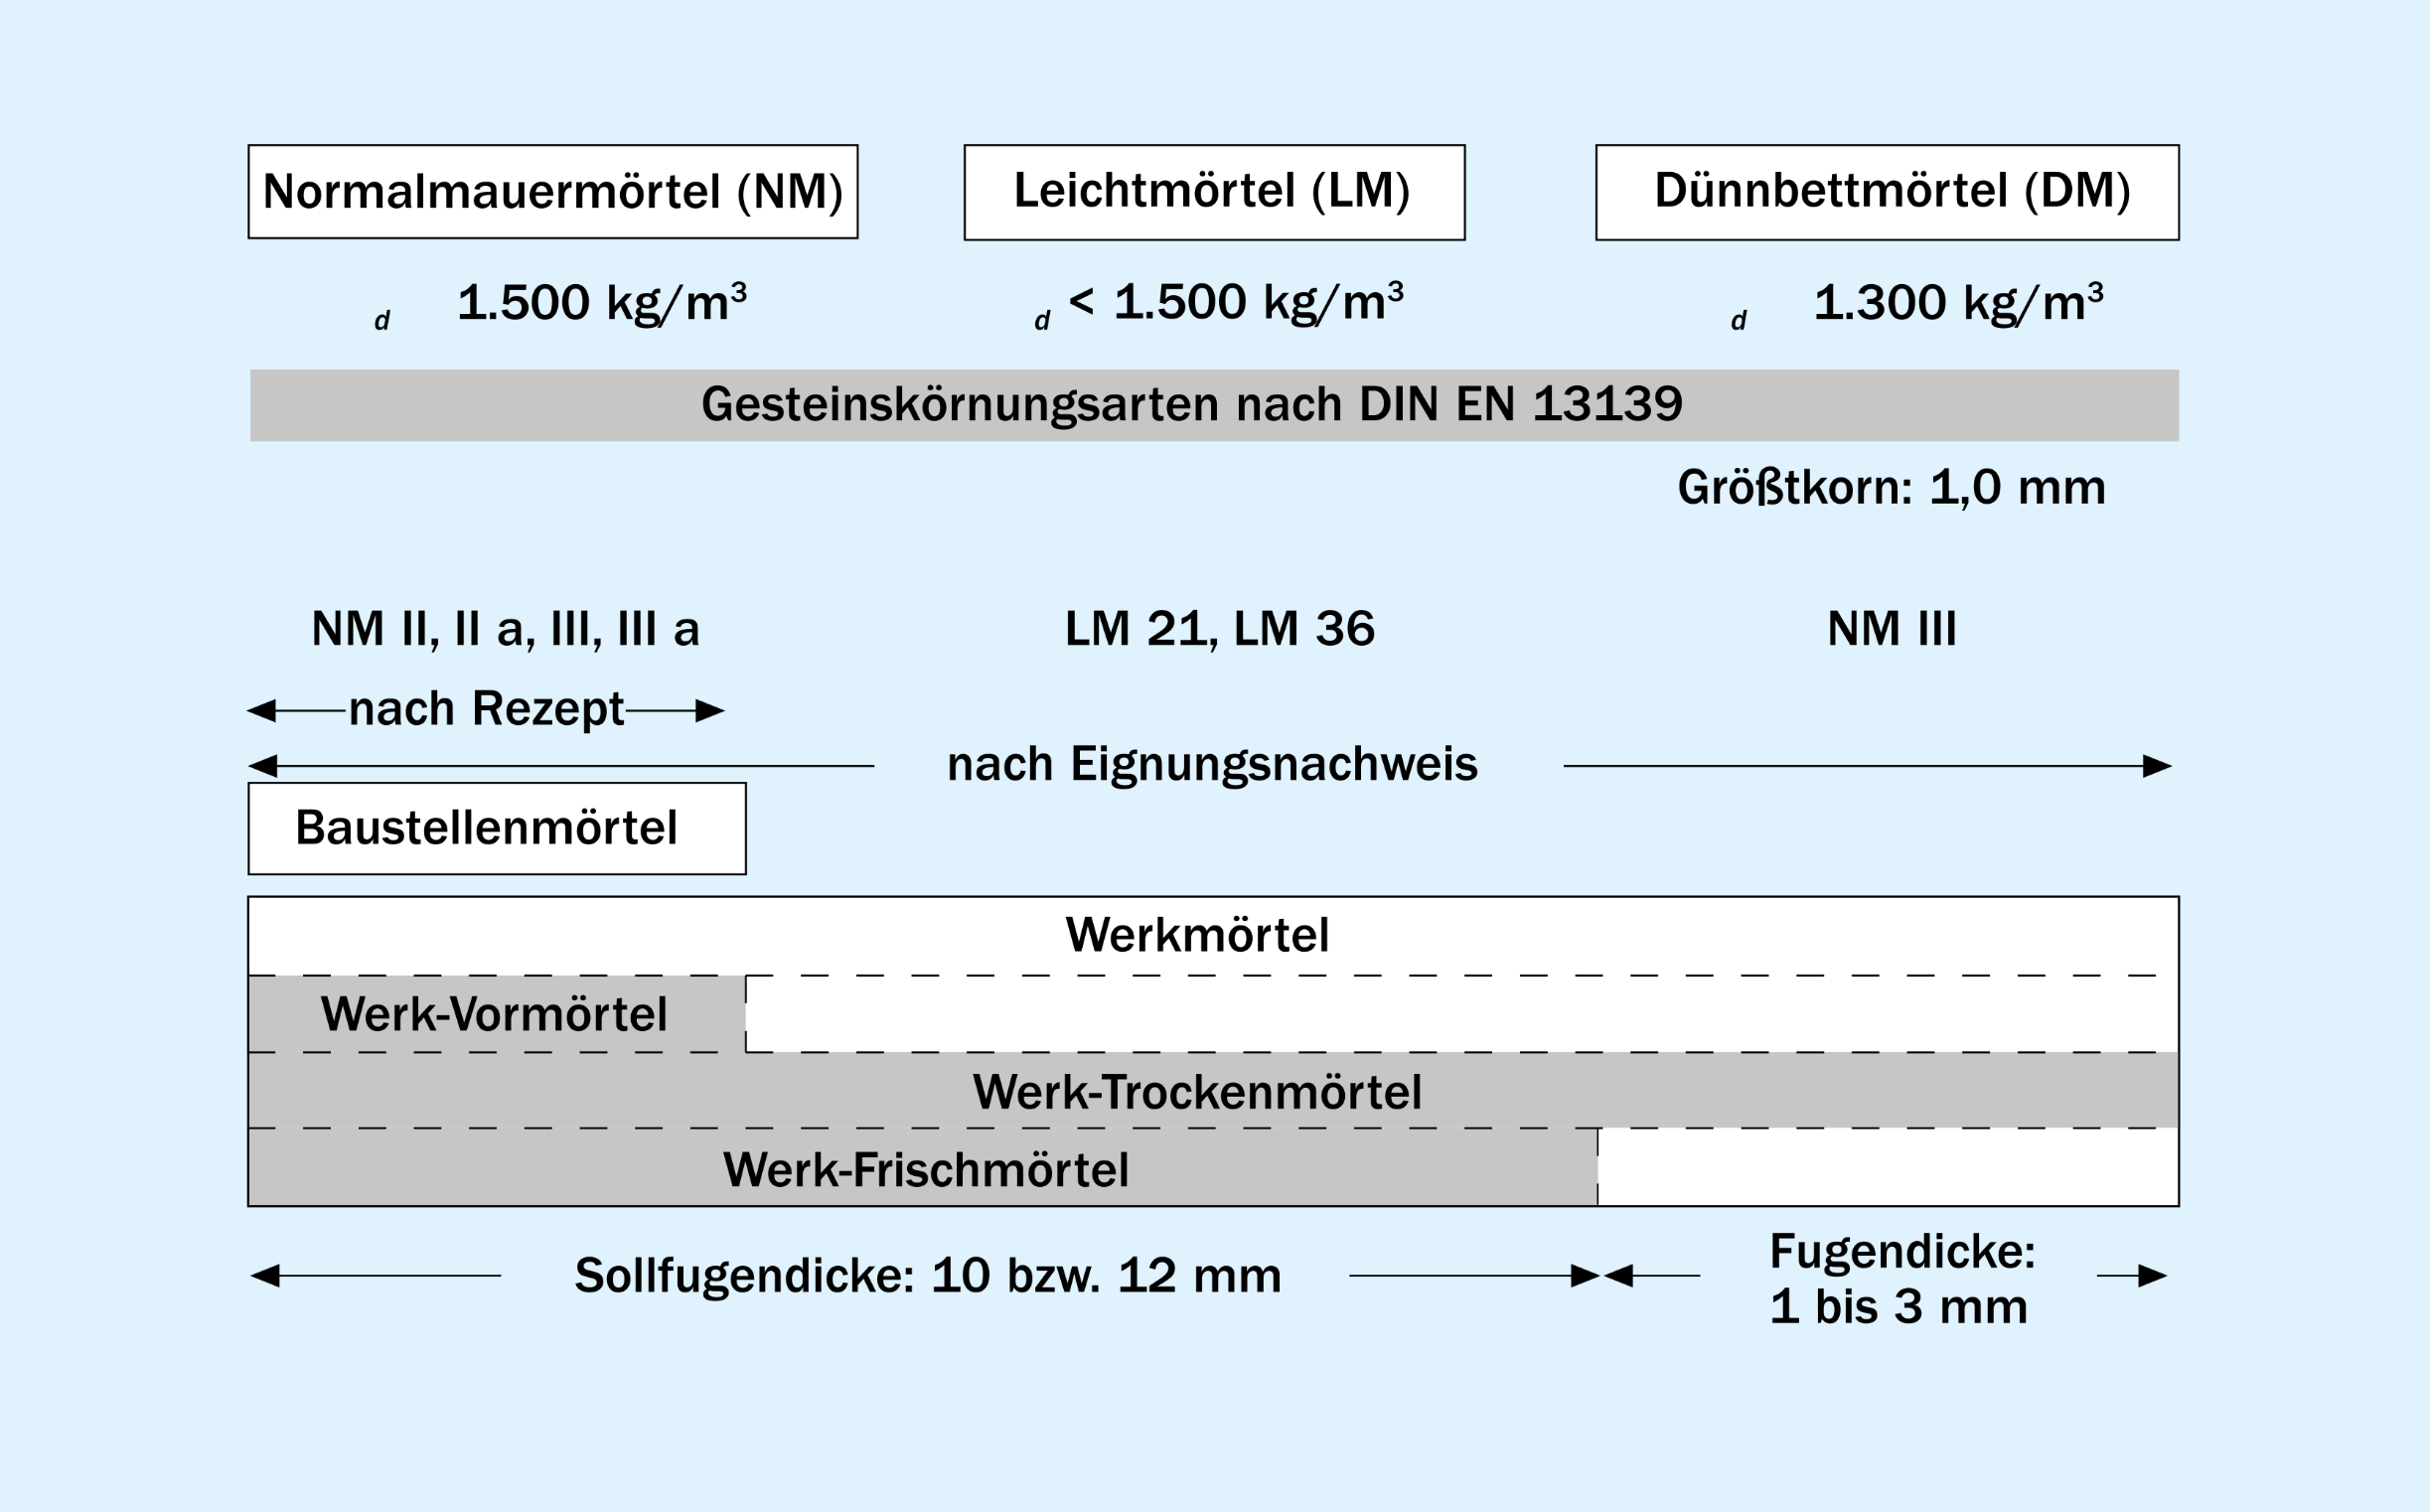 Normalmauermörtel (NM)
Leichtmörtel (LM)
Dünnbettmörtel (DM)
d 1.500 kg/m³
d < 1.500 kg/m³
d 1.300 kg/m³
Gesteinskörnungsarten nach DIN EN 13139
Größtkorn: 1,0 mm
NM II, II a, III, III a
LM 21, LM 36
NM III
nach Rezept
nach Eignungsnachweis
Baustellenmörtel
Werkmörtel
Werk-Vormörtel
Werk-Trockenmörtel
Werk-Frischmörtel
Sollfugendicke: 10 bzw. 12 mm
Fugendicke:
1 bis 3 mm